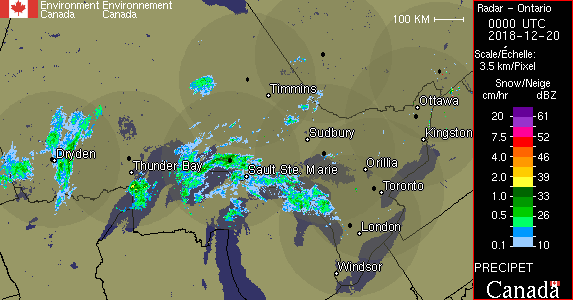 Environment Environnement
Canada Canada
100 KM
Timmins
Ottawa
Sudbury
Kingston
Dryden
Thunder Bay
Sault Ste. Marie
Orillia
Toronto
London
Windsor
Radar - Ontario
0000 UTC
2018-12-20
Scale/Échelle:
3.5 km/Pixel
Snow/Neige
cm/hr dBZ
20 61
7.5 52
4.0 46
2.0 39
1.0 33
0.5 26
0.1 10
PRECIPET
Canada